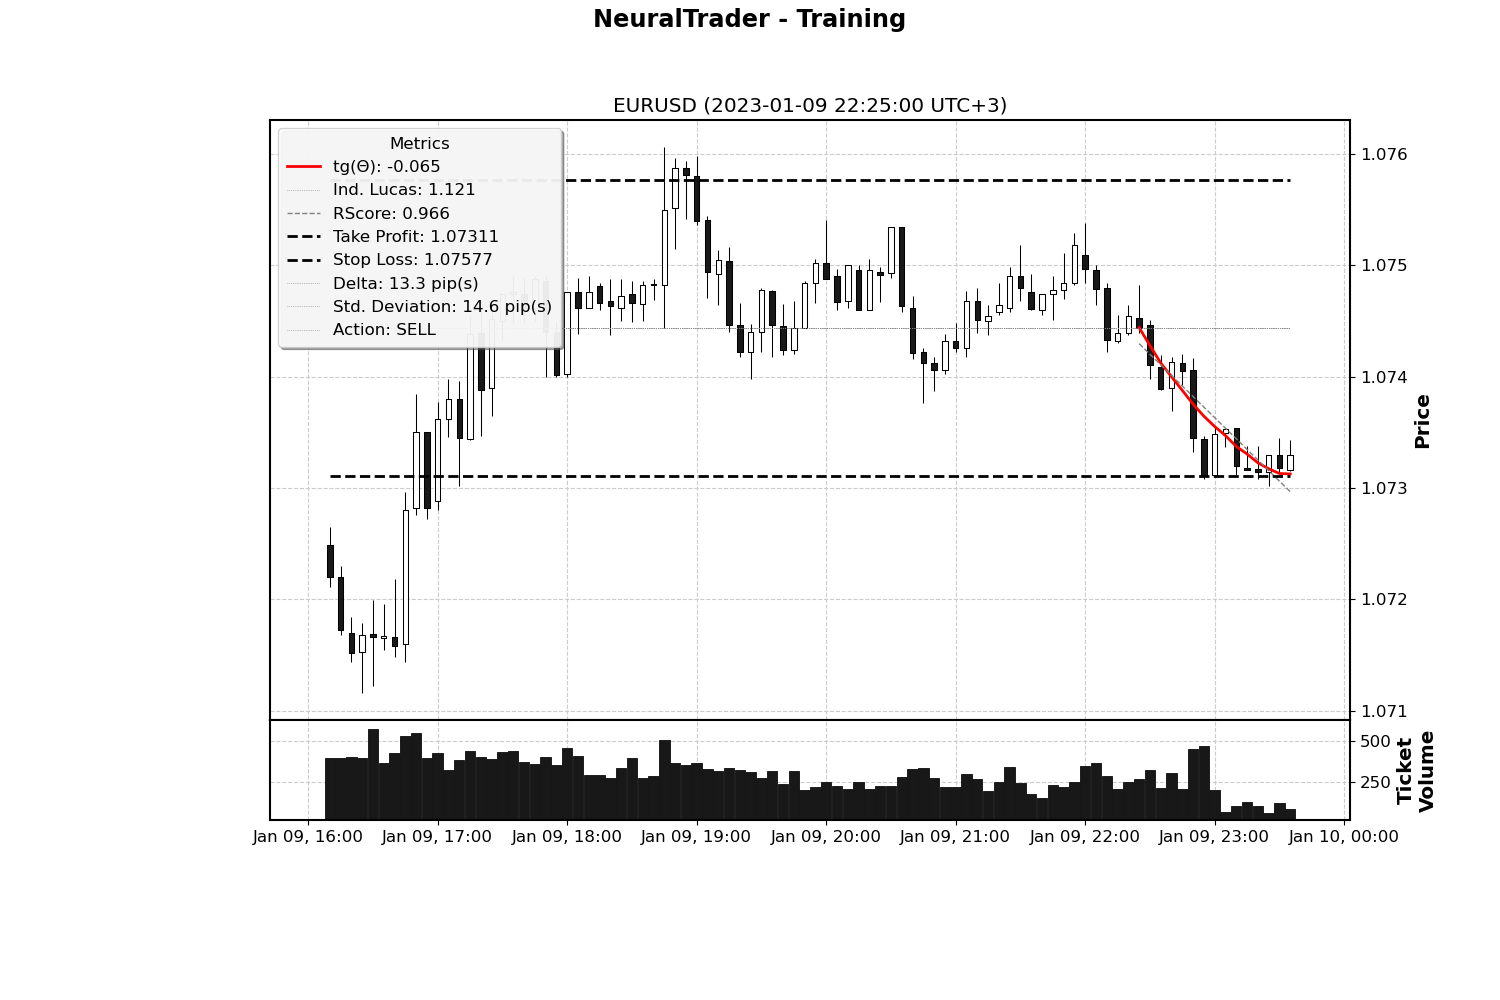 NeuralTrader - Training
EURUSD (2023-01-09 22:25:00 UTC+3)
Metrics
tg(Θ): -0.065
Ind. Lucas: 1.121
RScore: 0.966
Take Profit: 1.07311
Stop Loss: 1.07577
Delta: 13.3 pip(s)
Std. Deviation: 14.6 pip(s)
Action: SELL
1.076
1.075
1.074
1.073
1.072
1.071
Price
500
250
Ticket
Volume
Jan 09, 16:00
Jan 09, 17:00
Jan 09, 18:00
Jan 09, 19:00
Jan 09, 20:00
Jan 09, 21:00
Jan 09, 22:00
Jan 09, 23:00
Jan 10, 00:00